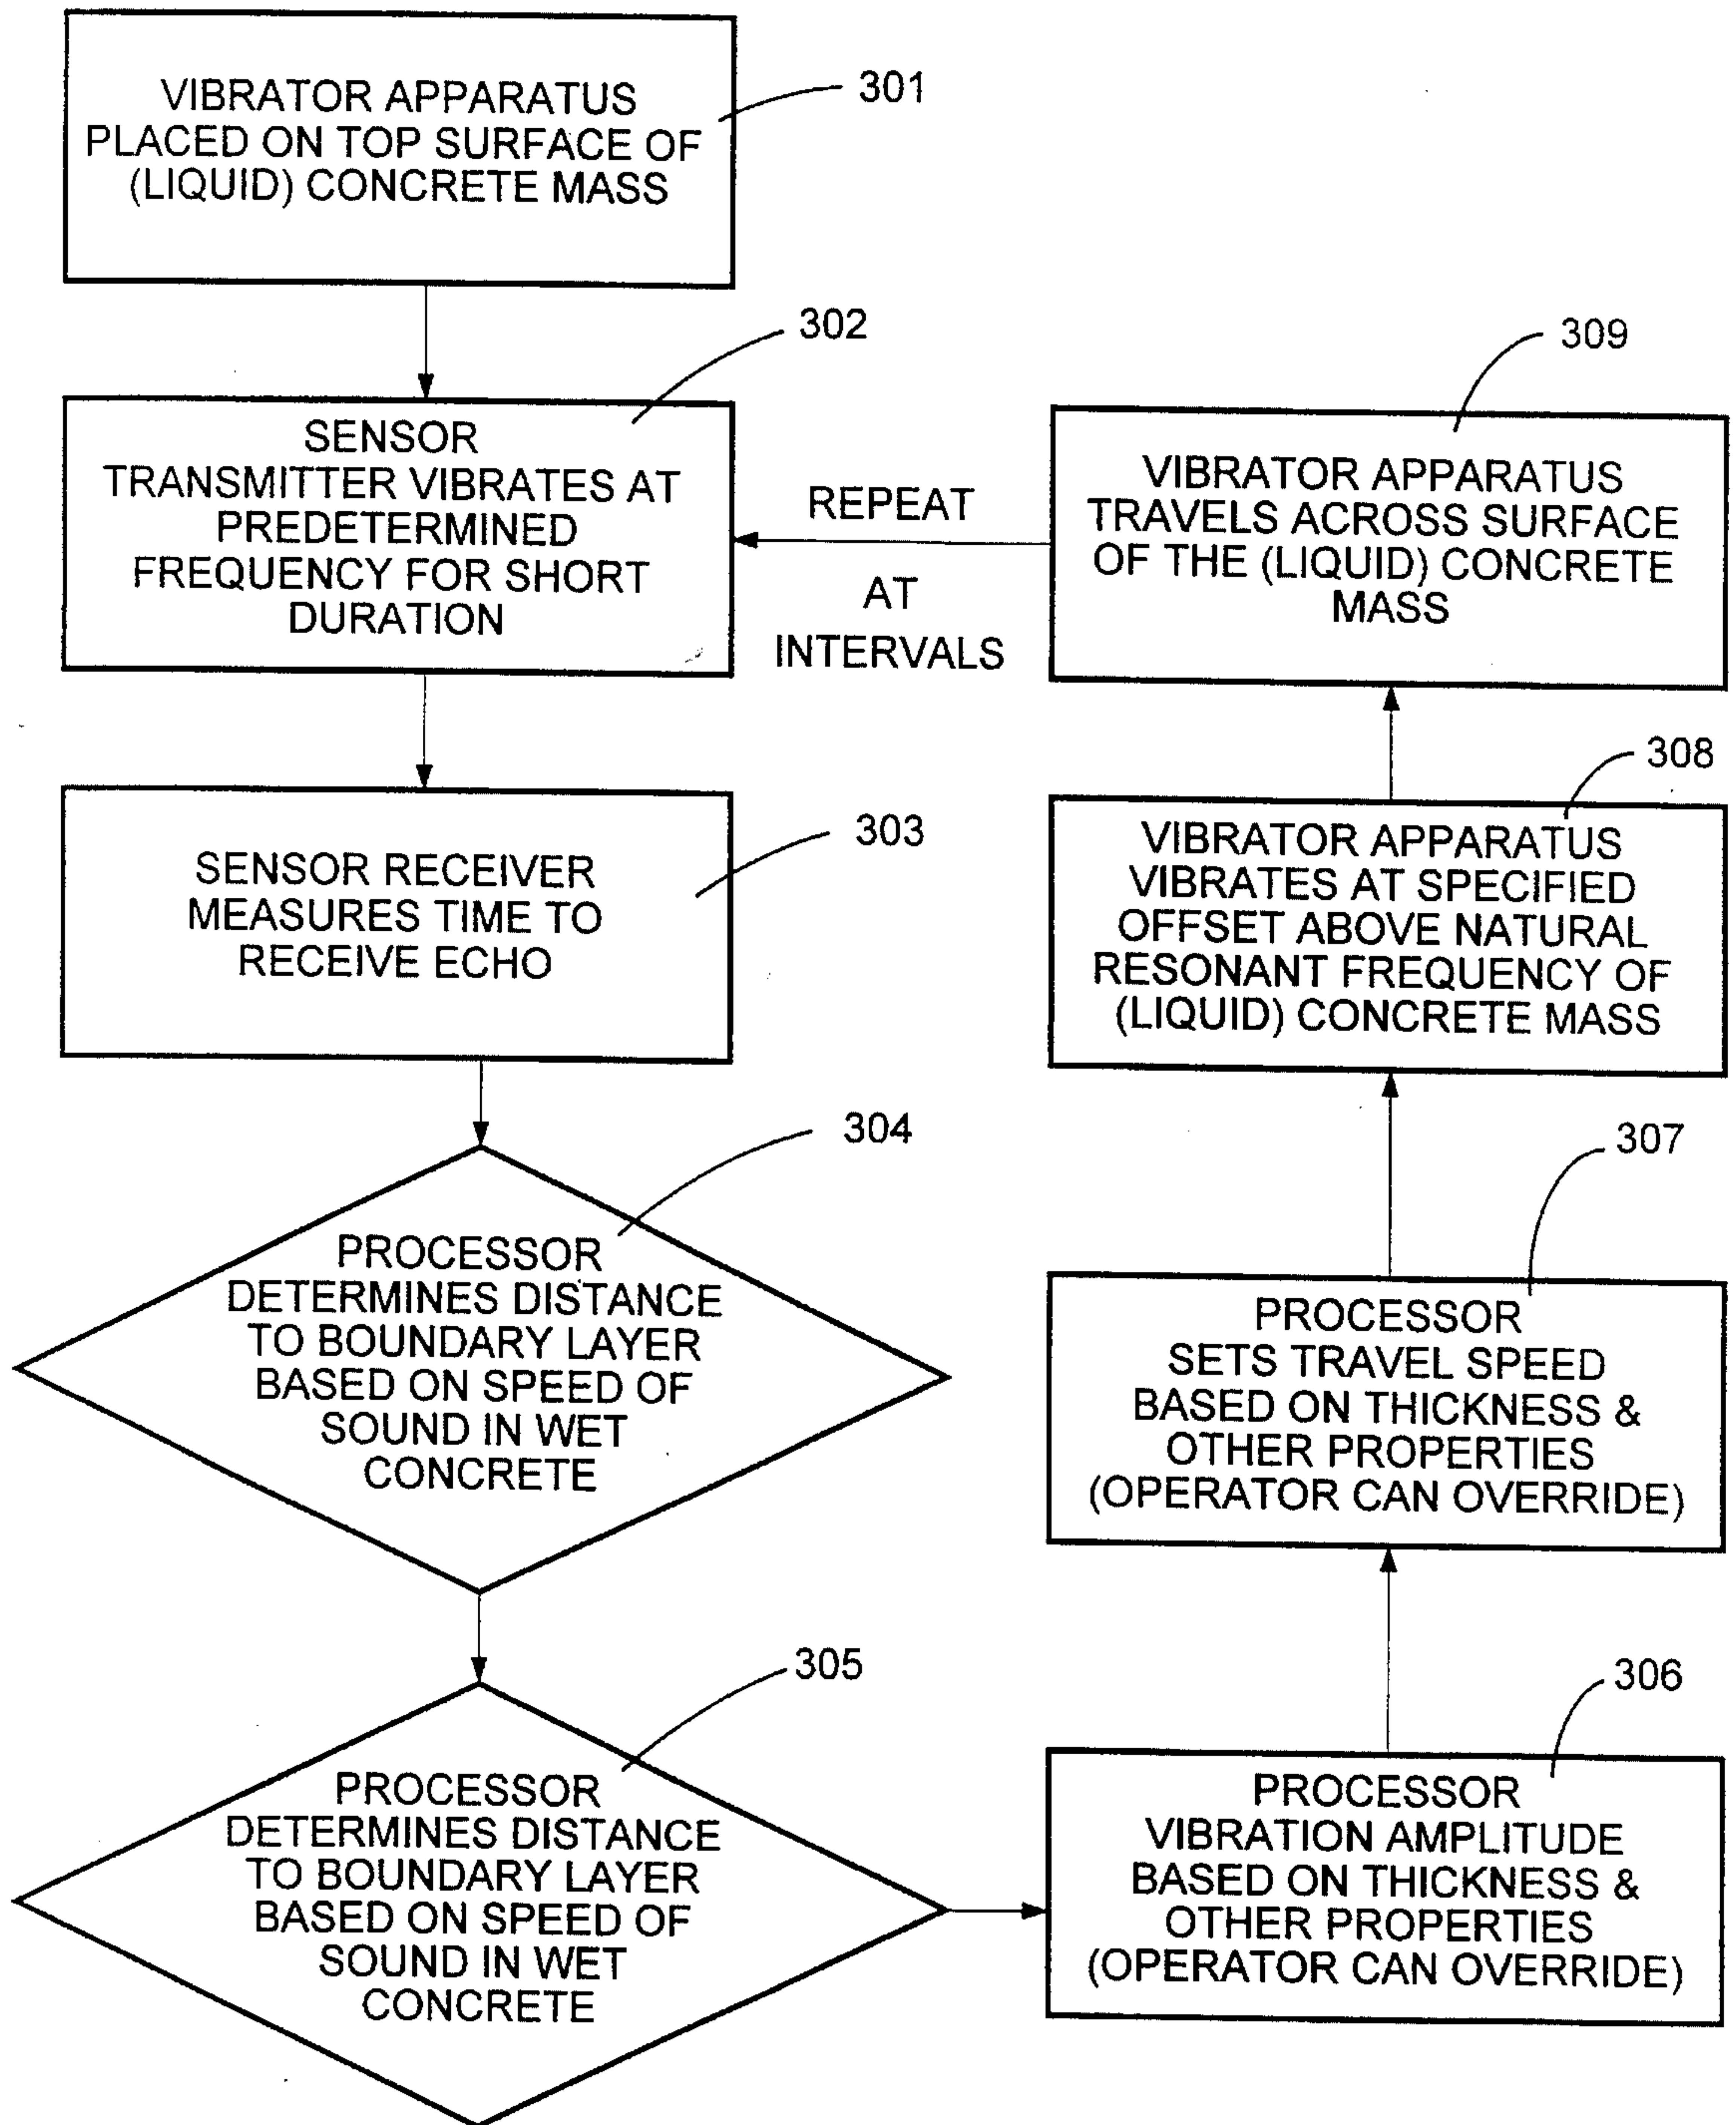 VIBRATOR APPARATUS
PLACED ON TOP SURFACE OF
(LIQUID) CONCRETE MASS
301
302
SENSOR
TRANSMITTER VIBRATES AT
PREDETERMINED
FREQUENCY FOR SHORT
DURATION
303
SENSOR RECEIVER
MEASURES TIME TO
RECEIVE ECHO
304
PROCESSOR
DETERMINES DISTANCE
TO BOUNDARY LAYER
BASED ON SPEED OF
SOUND IN WET
CONCRETE
305
PROCESSOR
DETERMINES DISTANCE
TO BOUNDARY LAYER
BASED ON SPEED OF
SOUND IN WET
CONCRETE
306
PROCESSOR
VIBRATION AMPLITUDE
BASED ON THICKNESS &
OTHER PROPERTIES
(OPERATOR CAN OVERRIDE)
307
PROCESSOR
SETS TRAVEL SPEED
BASED ON THICKNESS &
OTHER PROPERTIES
(OPERATOR CAN OVERRIDE)
308
VIBRATOR APPARATUS
VIBRATES AT SPECIFIED
OFFSET ABOVE NATURAL
RESONANT FREQUENCY OF
(LIQUID) CONCRETE MASS
309
VIBRATOR APPARATUS
TRAVELS ACROSS SURFACE
OF THE (LIQUID) CONCRETE
MASS
REPEAT
AT
INTERVALS